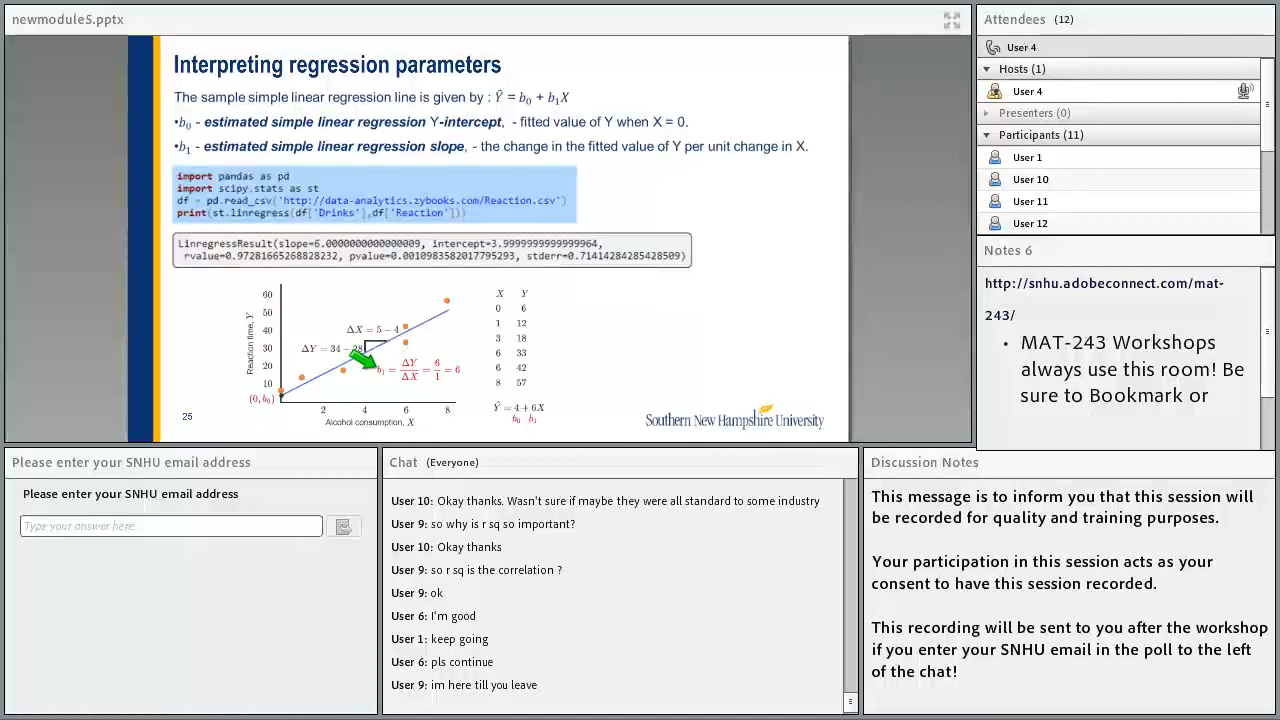 newmodule5.pptx
Interpreting regression parameters
The sample simple linear regression line is given by : Ŷ = b₀ + b₁X
•b₀ - estimated simple linear regression Y-intercept, - fitted value of Y when X = 0.
•b₁ - estimated simple linear regression slope, - the change in the fitted value of Y per unit change in X.
import pandas as pd
import scipy.stats as st
df = pd.read_csv('http://data-analytics.zybooks.com/Reaction.csv')
print(st.linregress(df['Drinks'],df['Reaction']))
LinregressResult(slope=6.0000000000000009, intercept=3.9999999999999964,
rvalue=0.97281665268828232, pvalue=0.0010983582017795293, stderr=0.71414284285428509)
Reaction time, Y
60
50
40
30
20
10
(0, b₀)
2
4
6
8
Alcohol consumption, X
ΔX = 5 − 4
ΔY = 34 − 28
b₁ = ΔY/ΔX = 6/1 = 6
X Y
0 6
1 12
3 18
6 33
6 42
8 57
Ŷ = 4 + 6X
b₀ b₁
25
Southern New Hampshire University
Attendees (12)
User 4
Hosts (1)
User 4
Presenters (0)
Participants (11)
User 1
User 10
User 11
User 12
Notes 6
http://snhu.adobeconnect.com/mat-
243/
• MAT-243 Workshops
always use this room! Be
sure to Bookmark or
Please enter your SNHU email address
Please enter your SNHU email address
Type your answer here.
Chat (Everyone)
User 10: Okay thanks. Wasn't sure if maybe they were all standard to some industry
User 9: so why is r sq so important?
User 10: Okay thanks
User 9: so r sq is the correlation ?
User 9: ok
User 6: I'm good
User 1: keep going
User 6: pls continue
User 9: im here till you leave
Discussion Notes
This message is to inform you that this session will
be recorded for quality and training purposes.
Your participation in this session acts as your
consent to have this session recorded.
This recording will be sent to you after the workshop
if you enter your SNHU email in the poll to the left
of the chat!